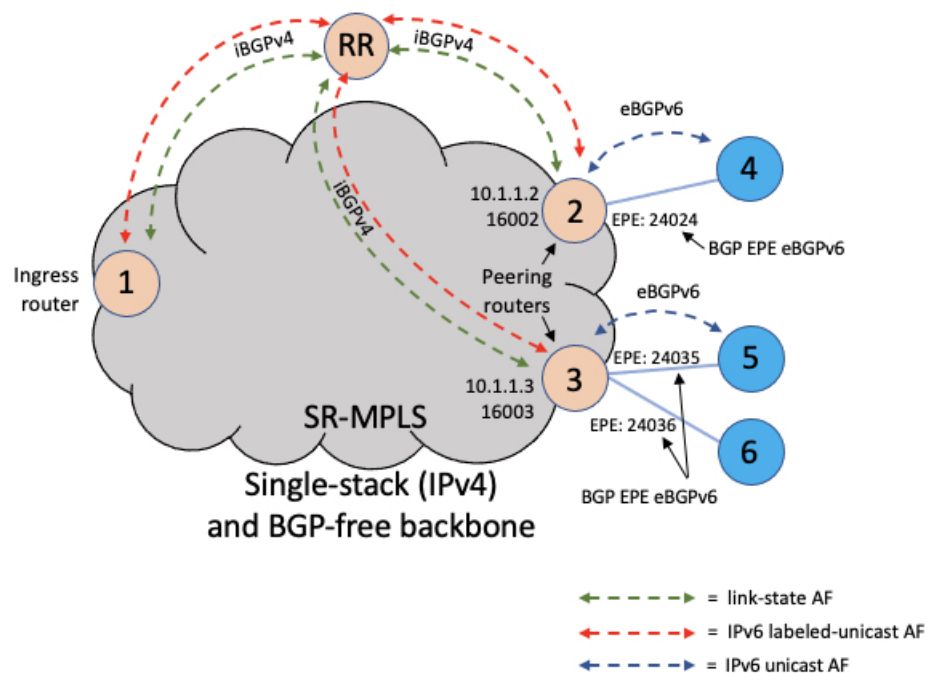 RR
iBGPv4
iBGPv4
eBGPv6
4
10.1.1.2
16002
2
EPE: 24024
BGP EPE eBGPv6
iBGPv4
Ingress
router
1
Peering
routers
eBGPv6
EPE: 24035
5
10.1.1.3
16003
3
EPE: 24036
6
SR-MPLS
BGP EPE eBGPv6
Single-stack (IPv4)
and BGP-free backbone
= link-state AF
= IPv6 labeled-unicast AF
= IPv6 unicast AF